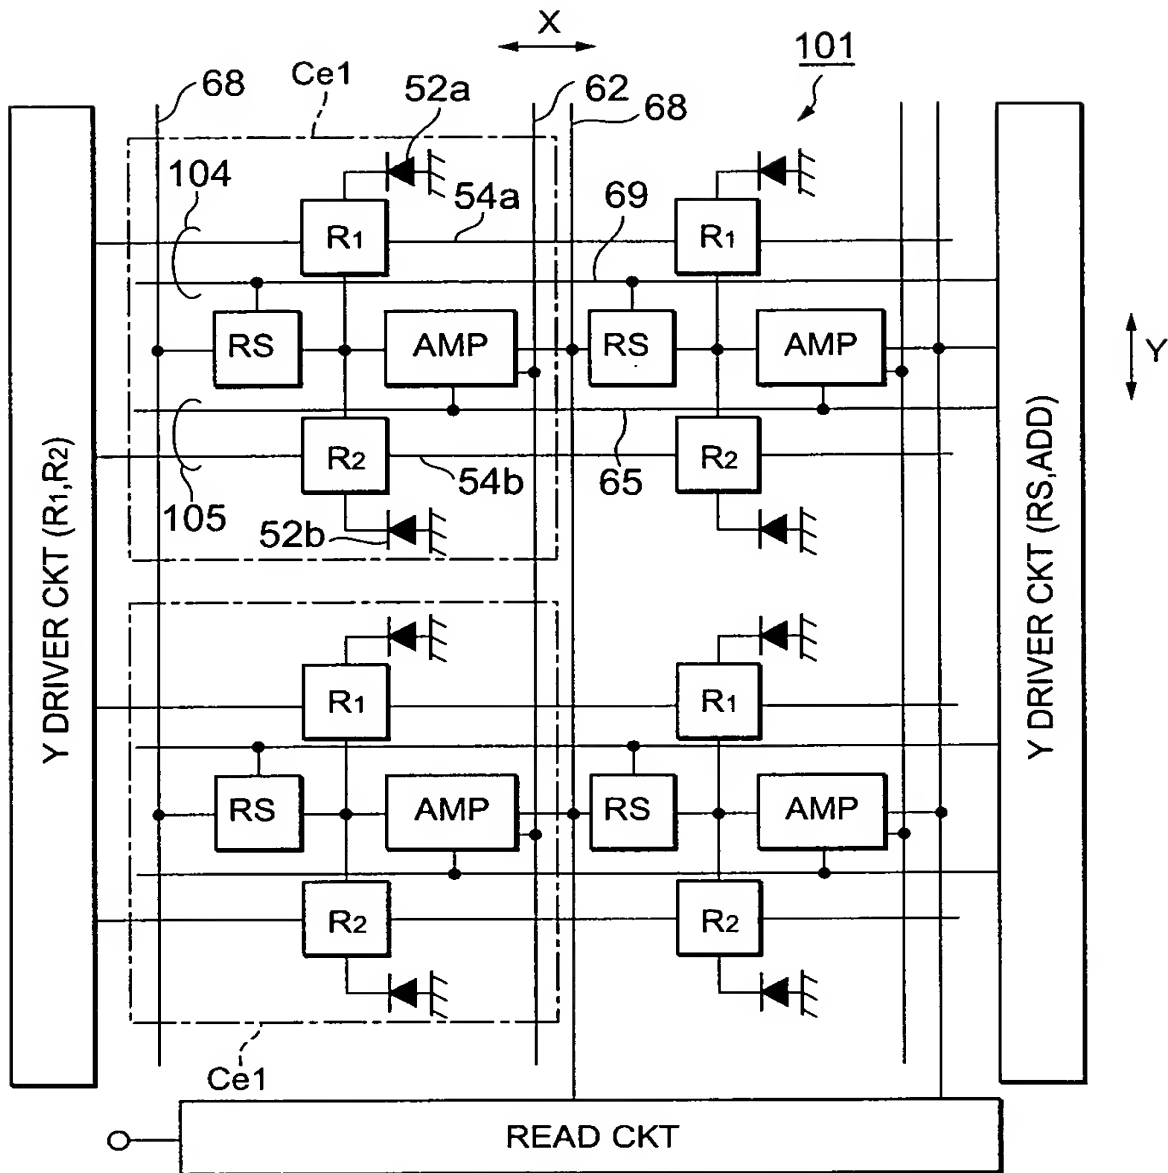 X
101
Ce1
68
52a
62
68
104
54a
69
R1
R1
RS
AMP
RS
AMP
Y
R2
R2
105
54b
65
52b
Y DRIVER CKT (R1,R2)
Y DRIVER CKT (RS,ADD)
R1
R1
RS
AMP
RS
AMP
R2
R2
Ce1
READ CKT